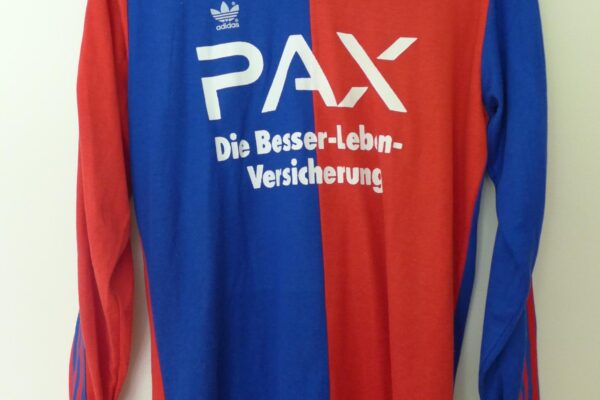 adidas
PAX
Die Besser-Leben-
Versicherung